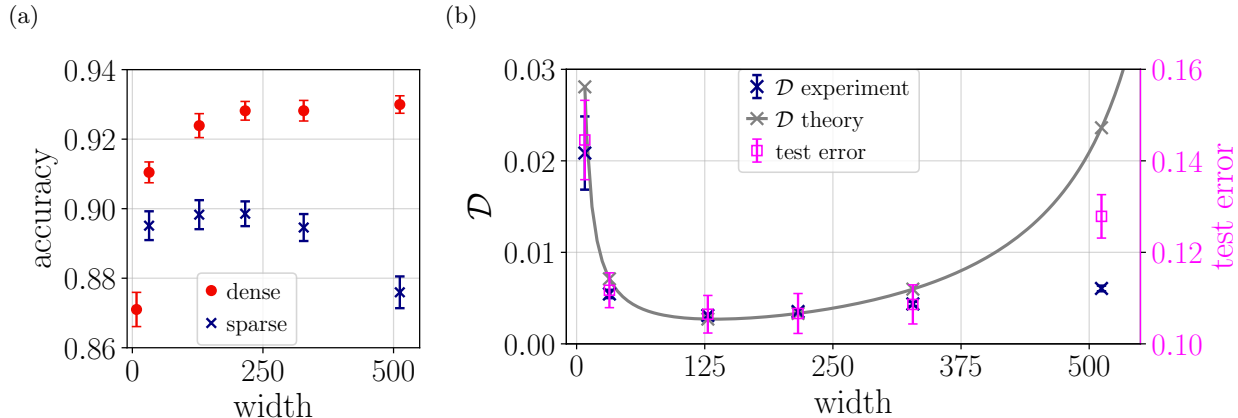 (a)
0.94
0.92
0.90
0.88
0.86
accuracy
dense
sparse
0
250
500
width
(b)
0.03
0.02
0.01
0.00
𝒟
𝒟 experiment
𝒟 theory
test error
0
125
250
375
500
width
0.16
0.14
0.12
0.10
test error